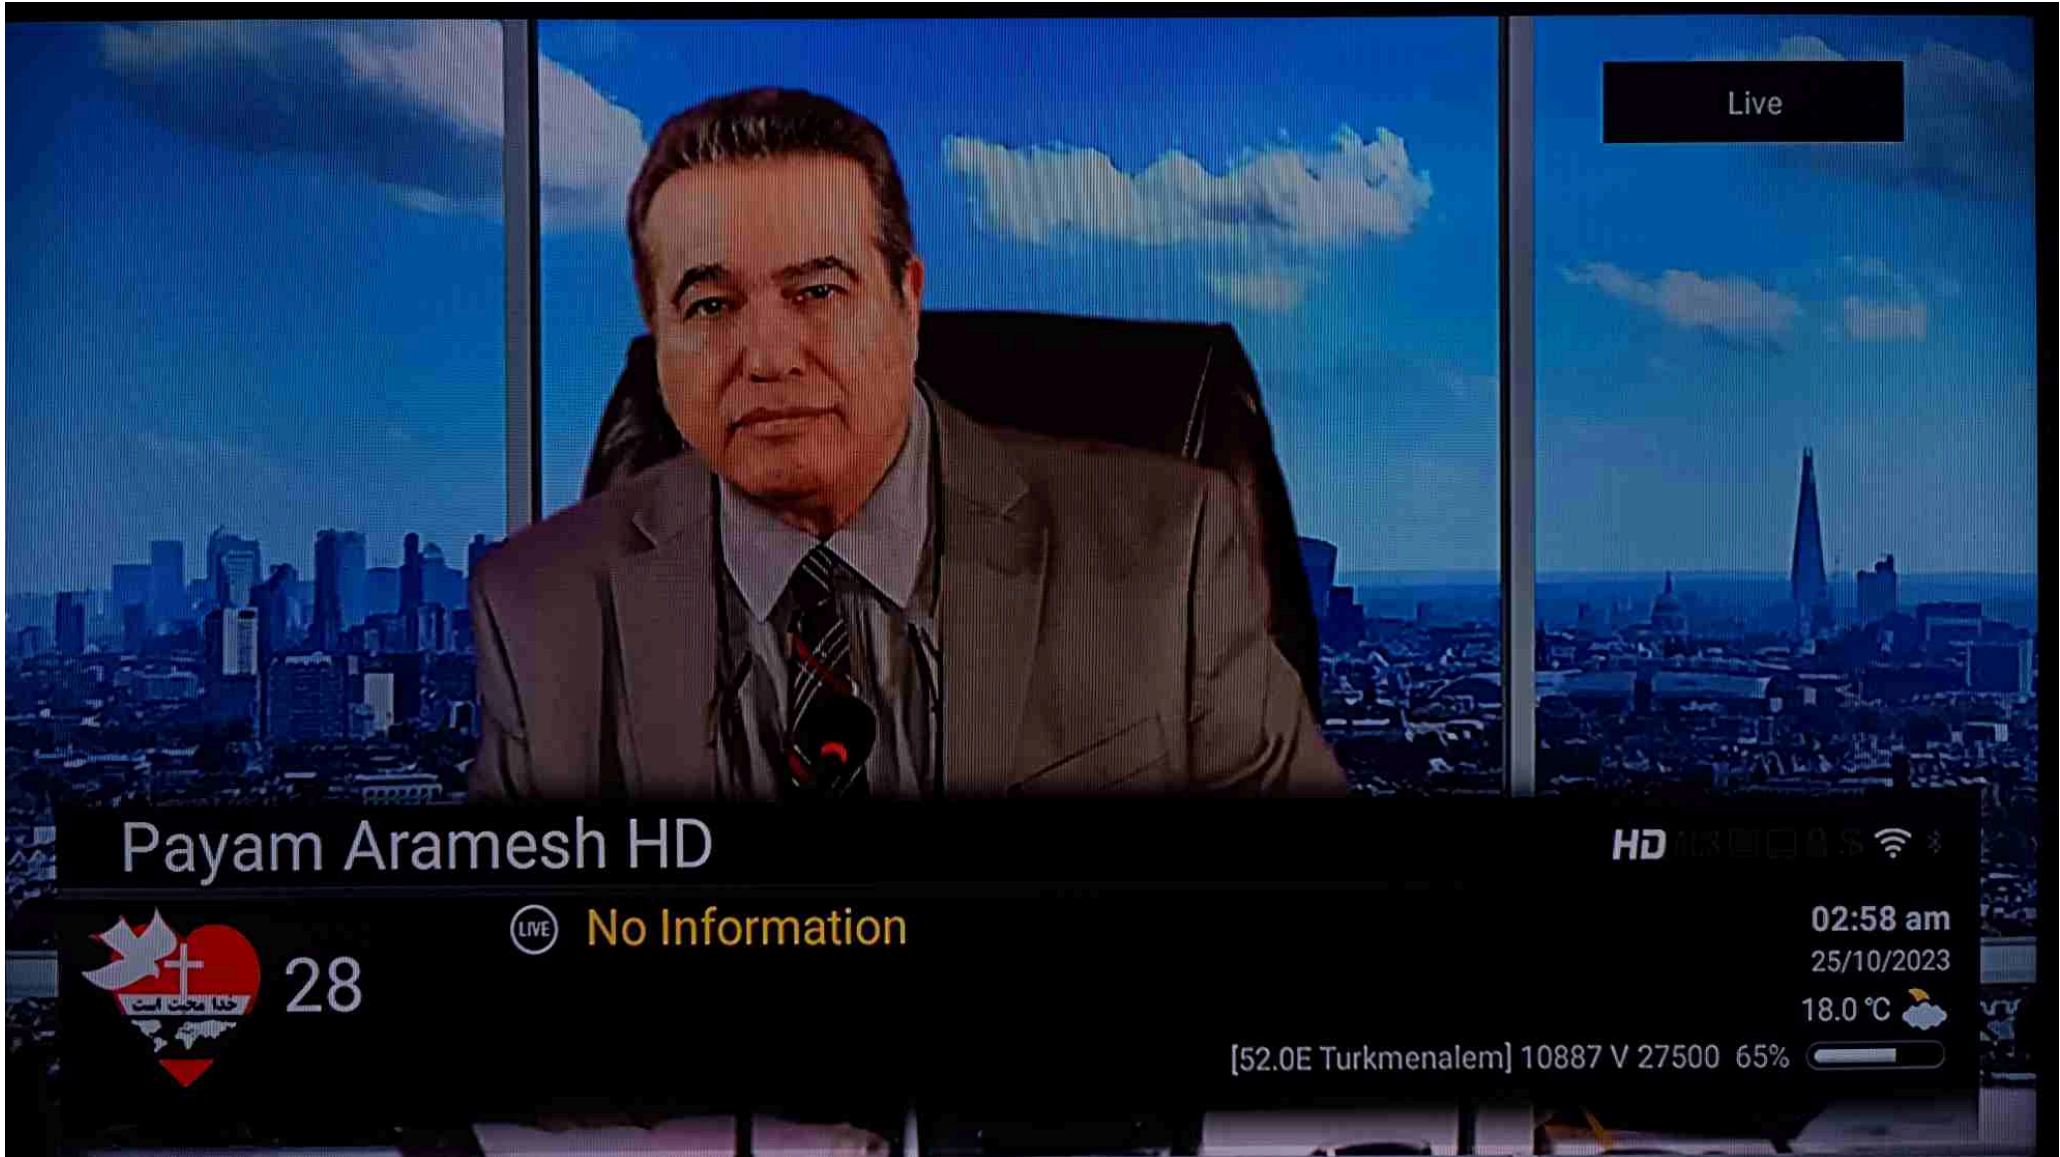 Live
Payam Aramesh HD
HD
28
LIVE No Information
02:58 am
25/10/2023
18.0 °C
[52.0E Turkmenalem] 10887 V 27500 65%